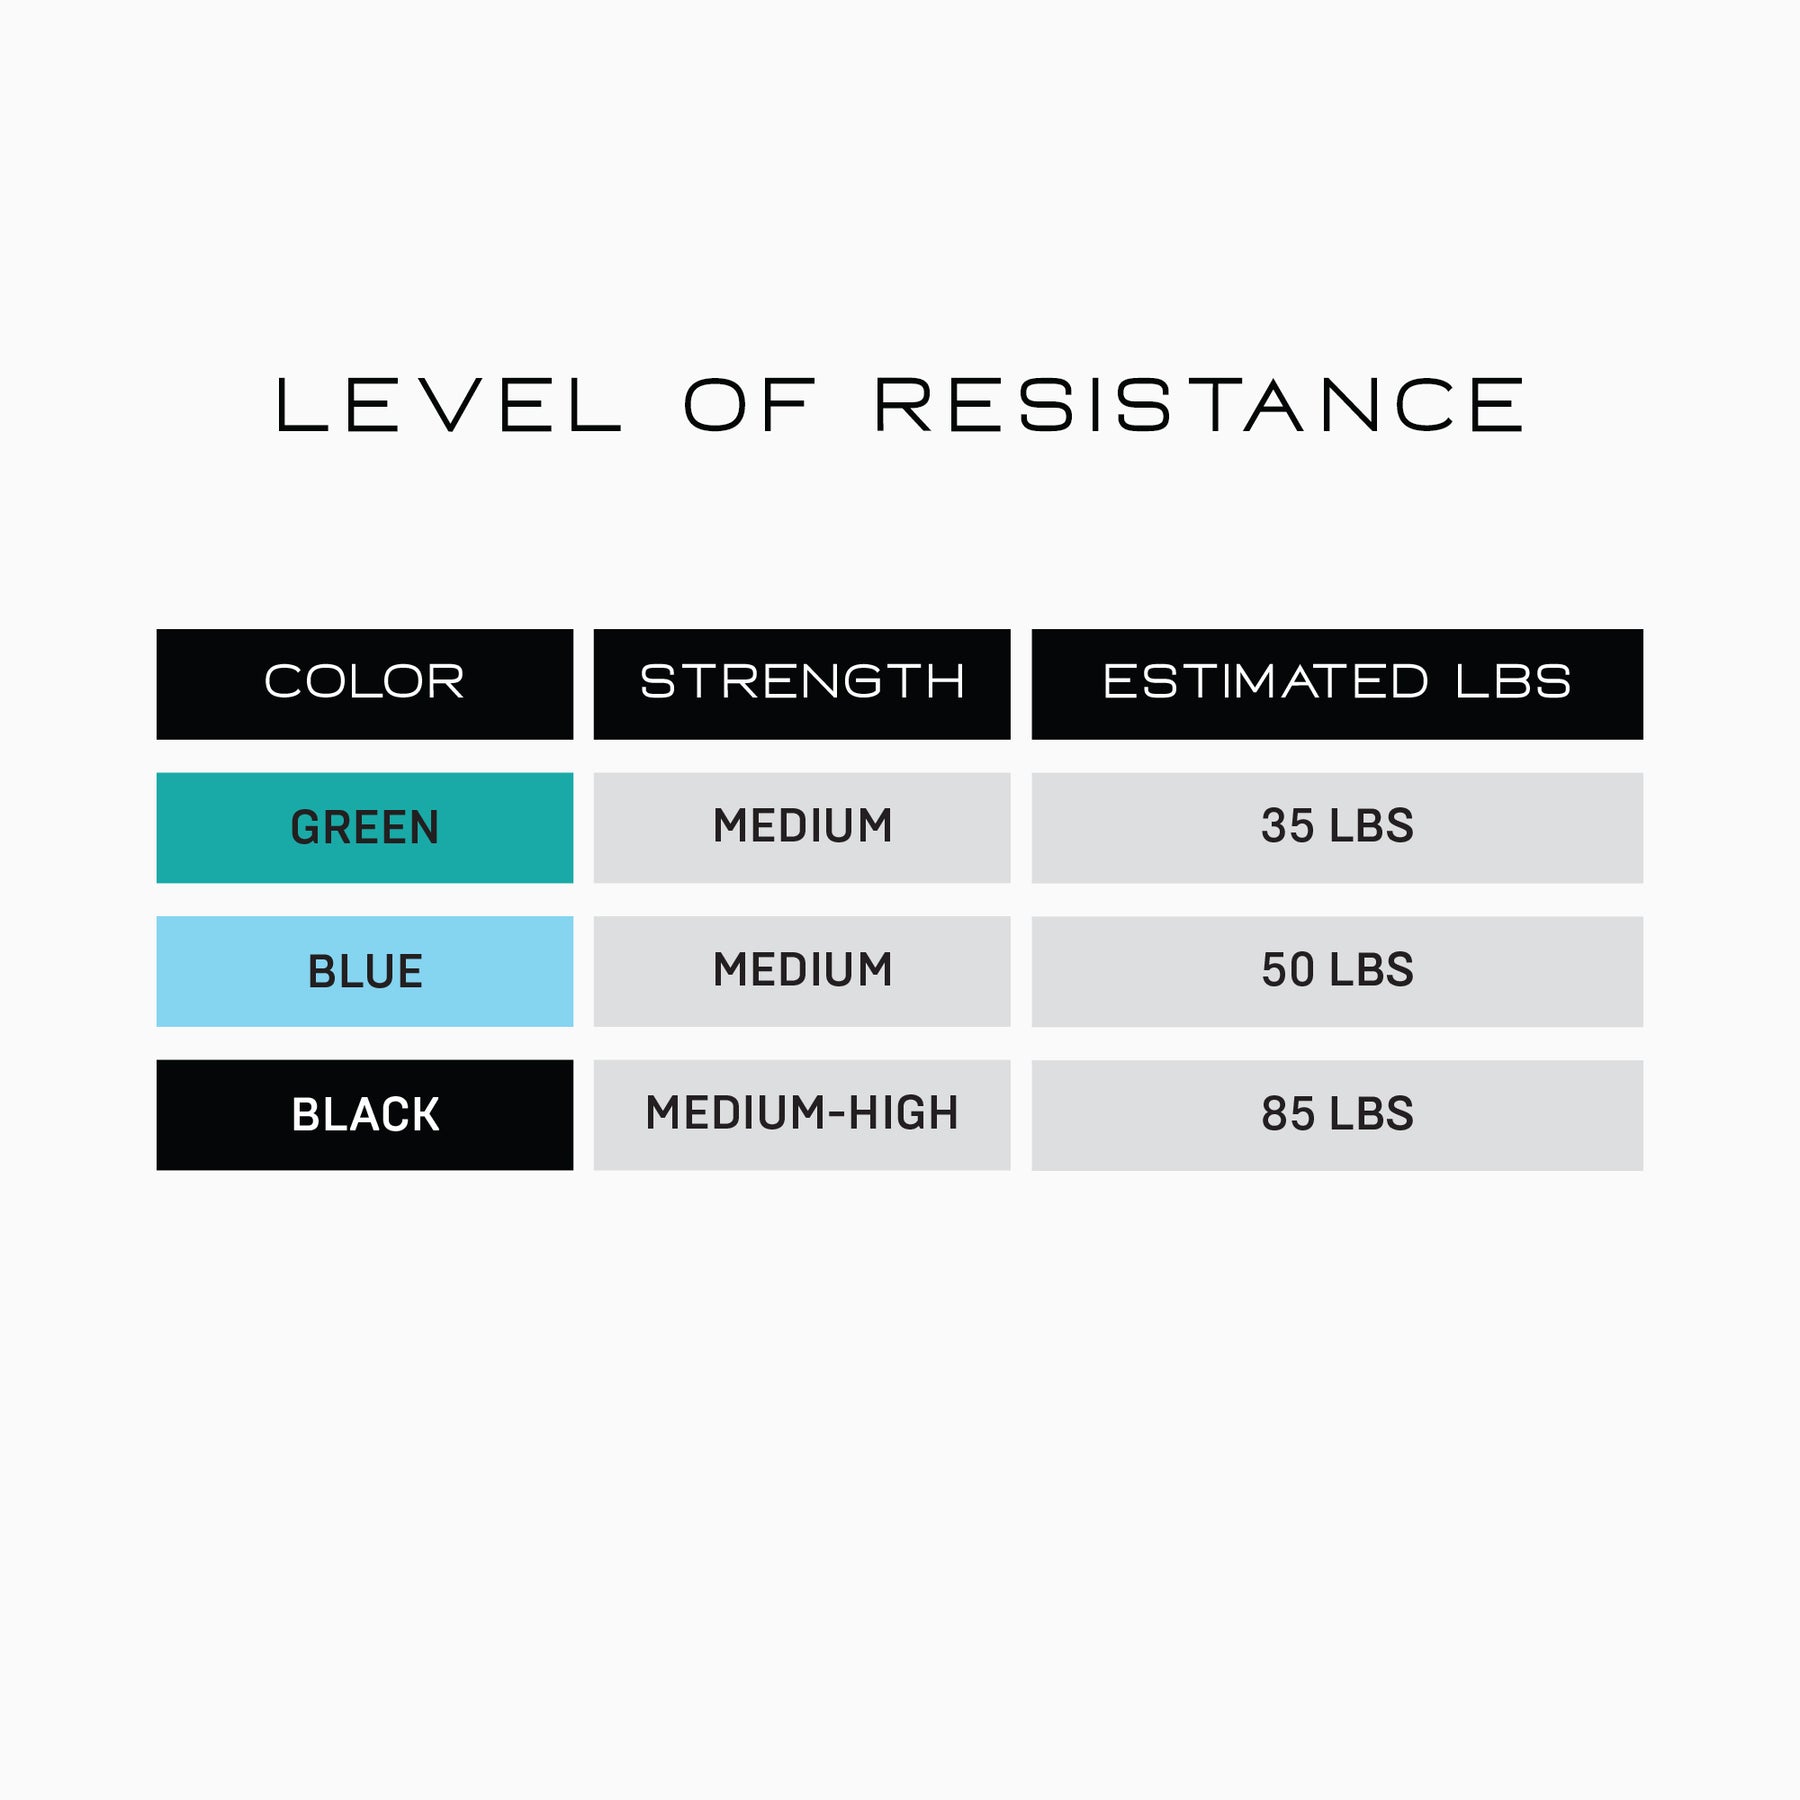 LEVEL OF RESISTANCE
COLOR STRENGTH ESTIMATED LBS
GREEN MEDIUM 35 LBS
BLUE MEDIUM 50 LBS
BLACK MEDIUM-HIGH 85 LBS